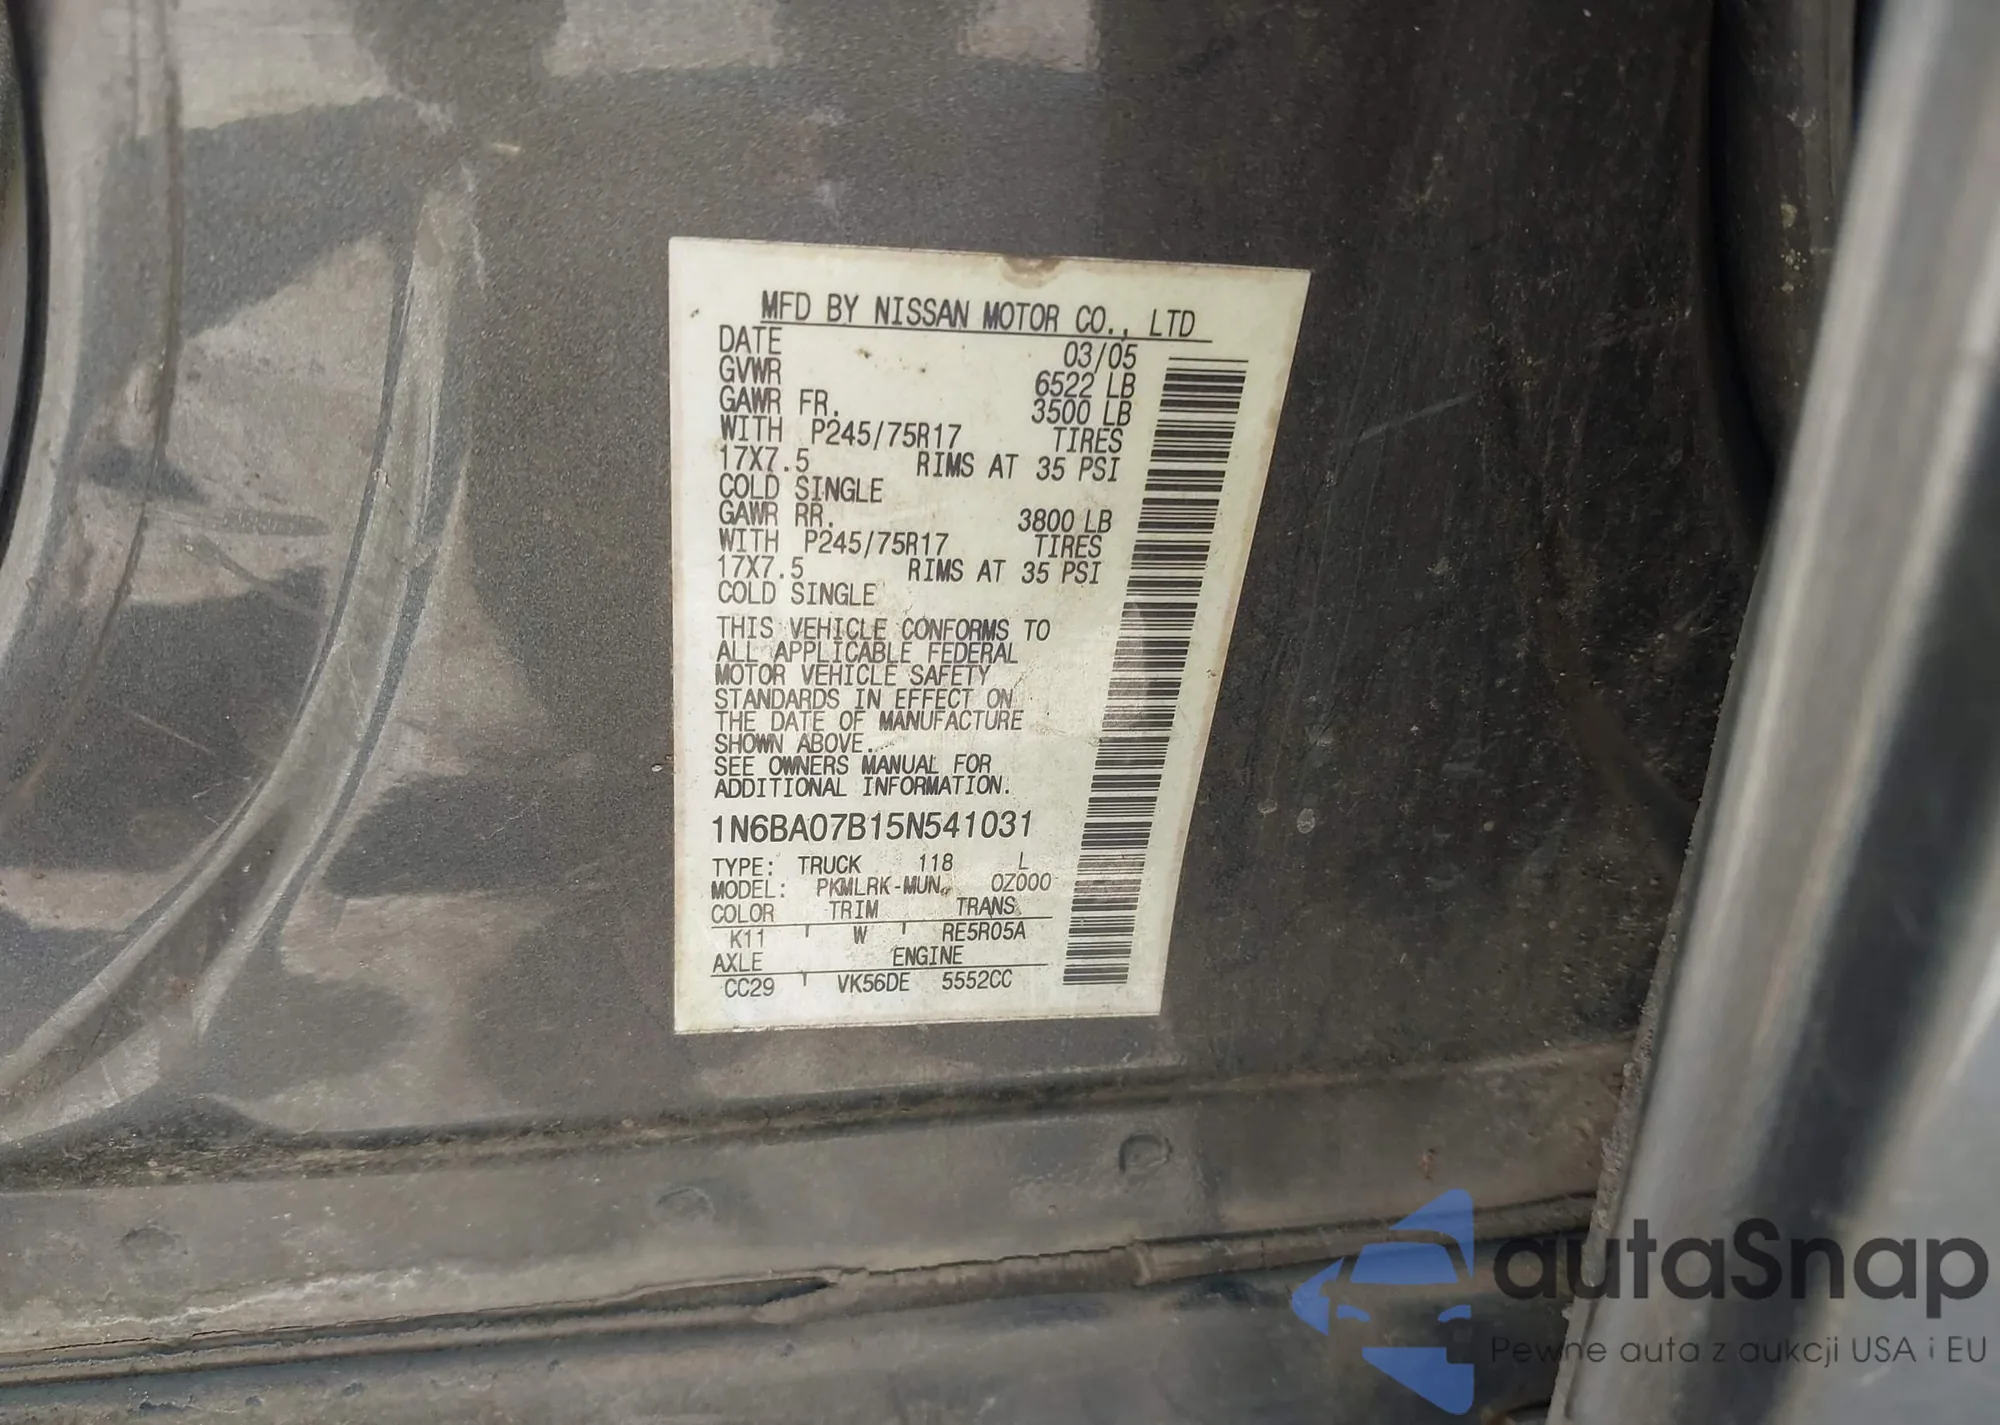 MFD BY NISSAN MOTOR CO., LTD
DATE 03/05
GVWR 6522 LB
GAWR FR. 3500 LB
WITH P245/75R17 TIRES
17X7.5 RIMS AT 35 PSI
COLD SINGLE
GAWR RR. 3800 LB
WITH P245/75R17 TIRES
17X7.5 RIMS AT 35 PSI
COLD SINGLE
THIS VEHICLE CONFORMS TO
ALL APPLICABLE FEDERAL
MOTOR VEHICLE SAFETY
STANDARDS IN EFFECT ON
THE DATE OF MANUFACTURE
SHOWN ABOVE.
SEE OWNERS MANUAL FOR
ADDITIONAL INFORMATION.
1N6BA07B15N541031
TYPE: TRUCK 118 L
MODEL: PKMLRK-MUN. OZ000
COLOR TRIM TRANS
K11 W RE5R05A
AXLE ENGINE
CC29 VK56DE 5552CC
autaSnap
Pewne auta z aukcji USA i EU